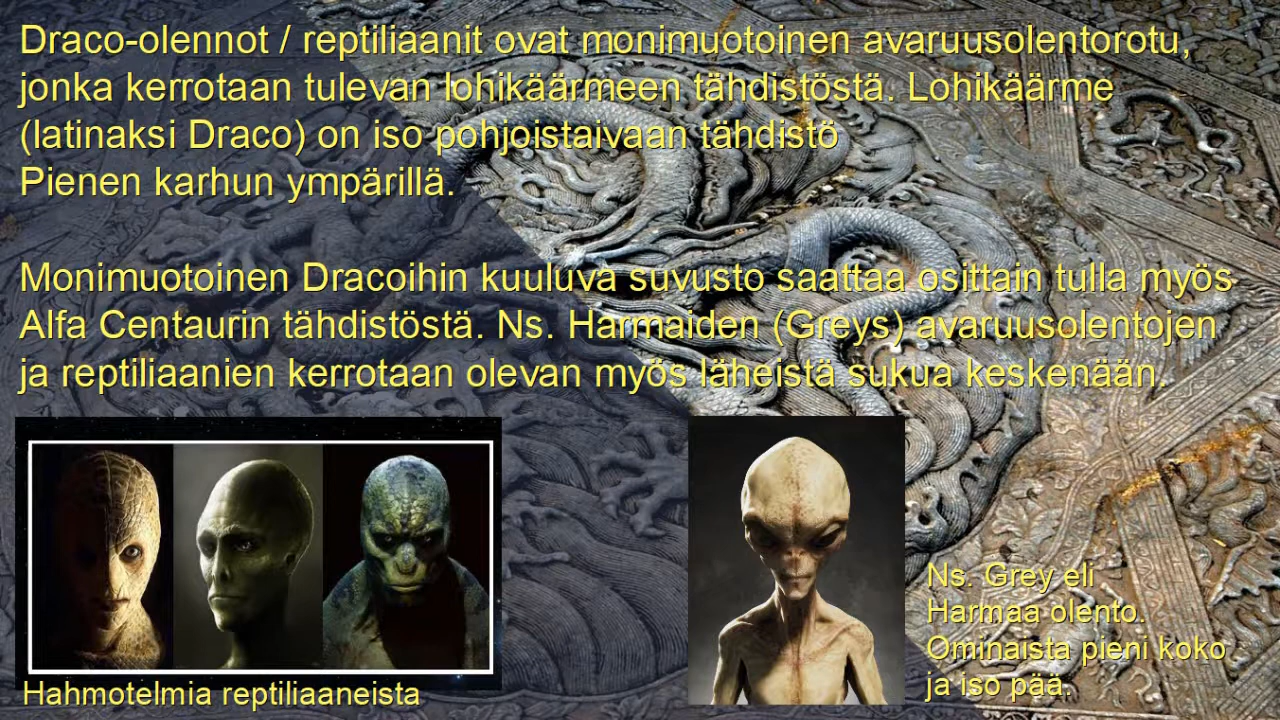 Draco-olennot / reptiliaanit ovat monimuotoinen avaruusolentorotu,
jonka kerrotaan tulevan lohikäärmeen tähdistöstä. Lohikäärme
(latinaksi Draco) on iso pohjoistaivaan tähdistö
Pienen karhun ympärillä.
Monimuotoinen Dracoihin kuuluva suvusto saattaa osittain tulla myös
Alfa Centaurin tähdistöstä. Ns. Harmaiden (Greys) avaruusolentojen
ja reptiliaanien kerrotaan olevan myös läheistä sukua keskenään.
Ns. Grey eli
Harmaa olento.
Ominaista pieni koko
ja iso pää.
Hahmotelmia reptiliaaneista